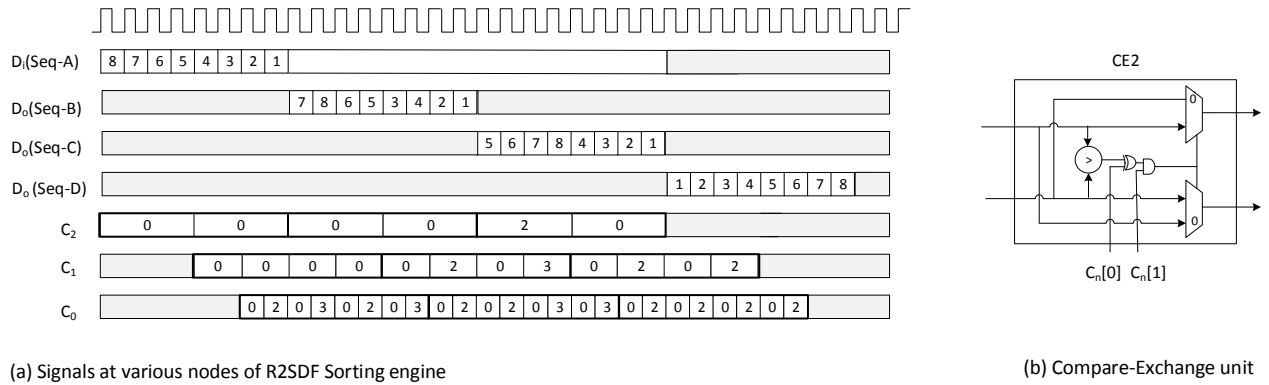 Di(Seq-A) 8 7 6 5 4 3 2 1
Do(Seq-B) 7 8 6 5 3 4 2 1
Do(Seq-C) 5 6 7 8 4 3 2 1
Do (Seq-D) 1 2 3 4 5 6 7 8
C2 0 0 0 0 2 0
C1 0 0 0 0 0 2 0 3 0 2 0 2
C0 0 2 0 3 0 2 0 3 0 2 0 2 0 3 0 3 0 2 0 2 0 2 0 2
(a) Signals at various nodes of R2SDF Sorting engine
CE2
0
>
0
Cn[0] Cn[1]
(b) Compare-Exchange unit